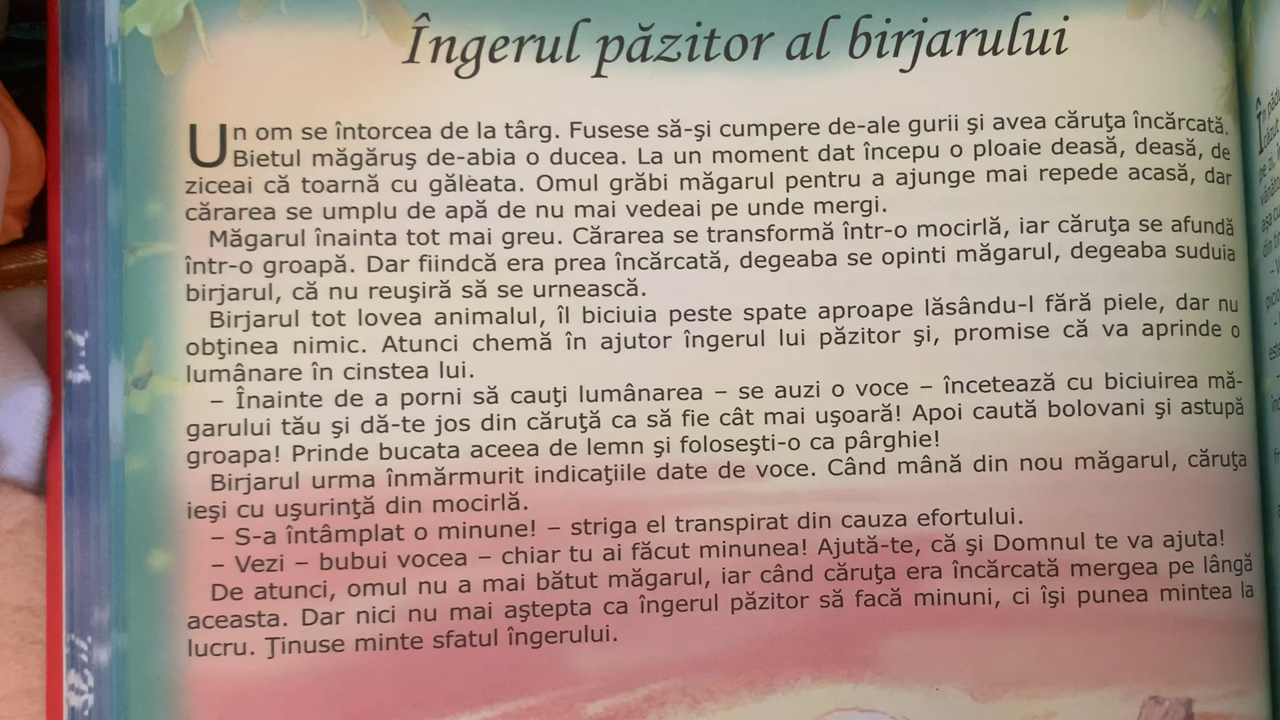 Îngerul păzitor al birjarului
Un om se întorcea de la târg. Fusese să-şi cumpere de-ale gurii şi avea căruţa încărcată.
Bietul măgăruş de-abia o ducea. La un moment dat începu o ploaie deasă, deasă, de
ziceai că toarnă cu găleata. Omul grăbi măgarul pentru a ajunge mai repede acasă, dar
cărarea se umplu de apă de nu mai vedeai pe unde mergi.
Măgarul înainta tot mai greu. Cărarea se transformă într-o mocirlă, iar căruţa se afundă
într-o groapă. Dar fiindcă era prea încărcată, degeaba se opinti măgarul, degeaba suduia
birjarul, că nu reuşiră să se urnească.
Birjarul tot lovea animalul, îl biciuia peste spate aproape lăsându-l fără piele, dar nu
obţinea nimic. Atunci chemă în ajutor îngerul lui păzitor şi, promise că va aprinde o
lumânare în cinstea lui.
– Înainte de a porni să cauţi lumânarea – se auzi o voce – încetează cu biciuirea mă-
garului tău şi dă-te jos din căruţă ca să fie cât mai uşoară! Apoi caută bolovani şi astupă
groapa! Prinde bucata aceea de lemn şi foloseşti-o ca pârghie!
Birjarul urma înmărmurit indicaţiile date de voce. Când mână din nou măgarul, căruţa
ieşi cu uşurinţă din mocirlă.
– S-a întâmplat o minune! – striga el transpirat din cauza efortului.
– Vezi – bubui vocea – chiar tu ai făcut minunea! Ajută-te, că şi Domnul te va ajuta!
De atunci, omul nu a mai bătut măgarul, iar când căruţa era încărcată mergea pe lângă
aceasta. Dar nici nu mai aştepta ca îngerul păzitor să facă minuni, ci îşi punea mintea la
lucru. Ţinuse minte sfatul îngerului.